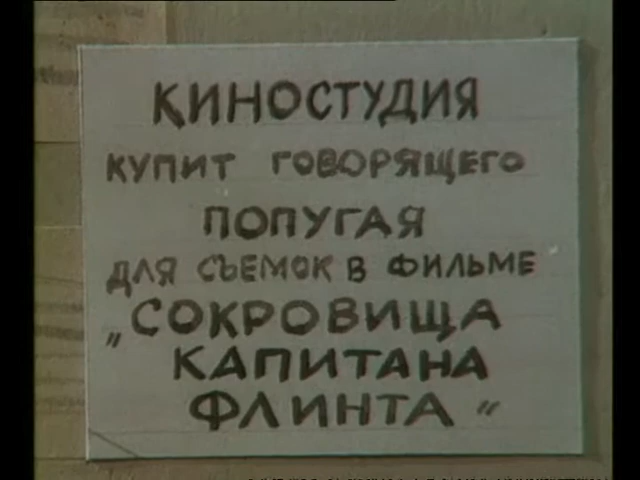 КИНОСТУДИЯ
КУПИТ ГОВОРЯЩЕГО
ПОПУГАЯ
ДЛЯ СЪЕМОК В ФИЛЬМЕ
„СОКРОВИЩА
КАПИТАНА
ФЛИНТА“